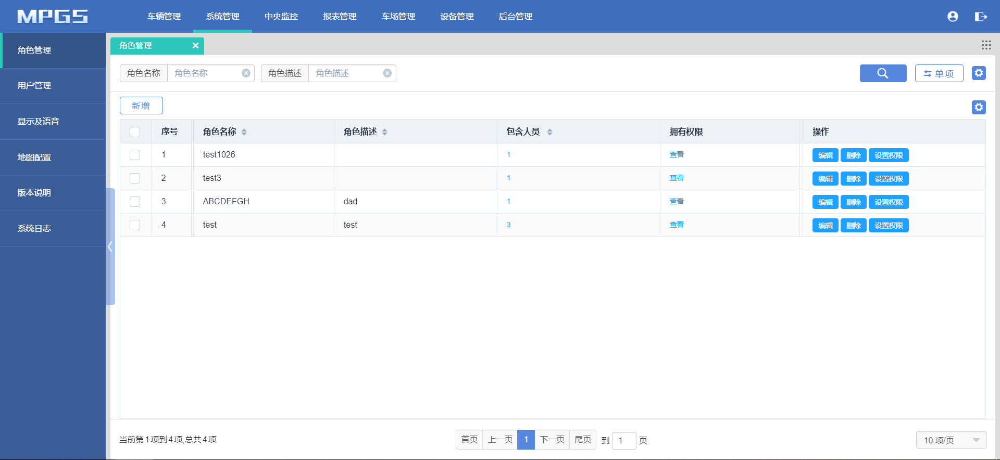 MPGS 车辆管理 系统管理 中央监控 报表管理 车场管理 设备管理 后台管理
角色管理
用户管理
显示及语音
地图配置
版本说明
系统日志
角色管理
角色名称 角色名称 角色描述 角色描述 单项
新增
序号 角色名称 角色描述 包含人员 拥有权限 操作
1 test1026 1 查看 编辑 删除 设置权限
2 test3 1 查看 编辑 删除 设置权限
3 ABCDEFGH dad 1 查看 编辑 删除 设置权限
4 test test 3 查看 编辑 删除 设置权限
当前第1项到4项,总共4项 首页 上一页 1 下一页 尾页 到 1 页 10 项/页